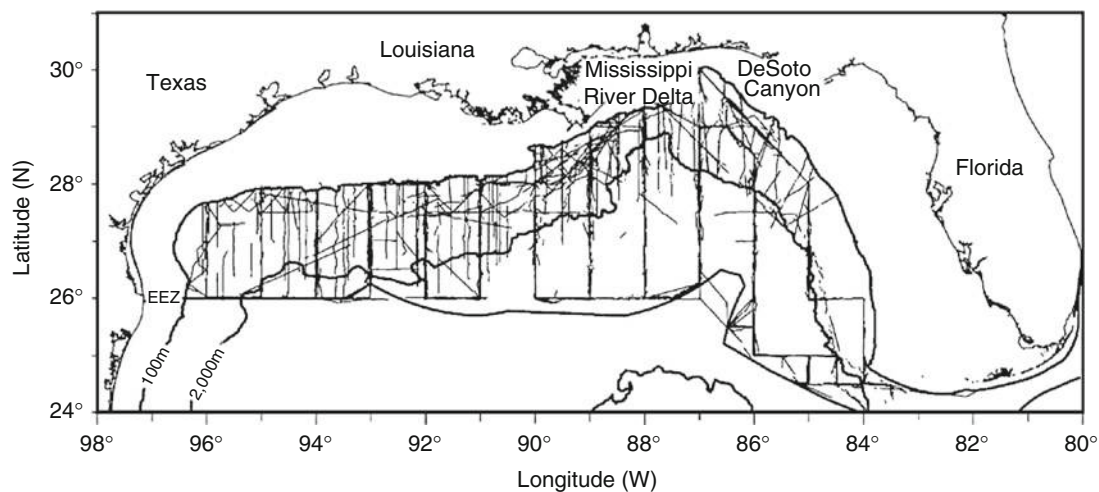 Louisiana
Texas
Mississippi
River Delta
DeSoto
Canyon
Florida
EEZ
100m
2,000m
30°
28°
26°
24°
Latitude (N)
98°
96°
94°
92°
90°
88°
86°
84°
82°
80°
Longitude (W)